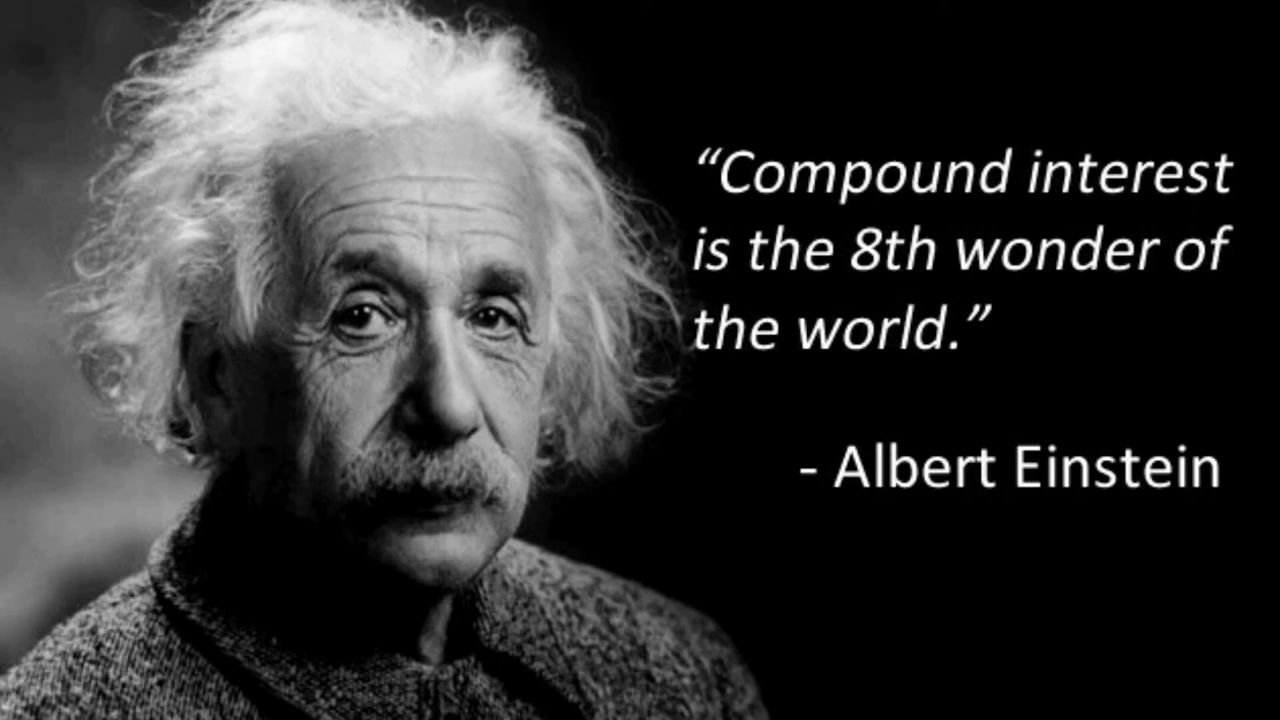 “Compound interest
is the 8th wonder of
the world.”
- Albert Einstein